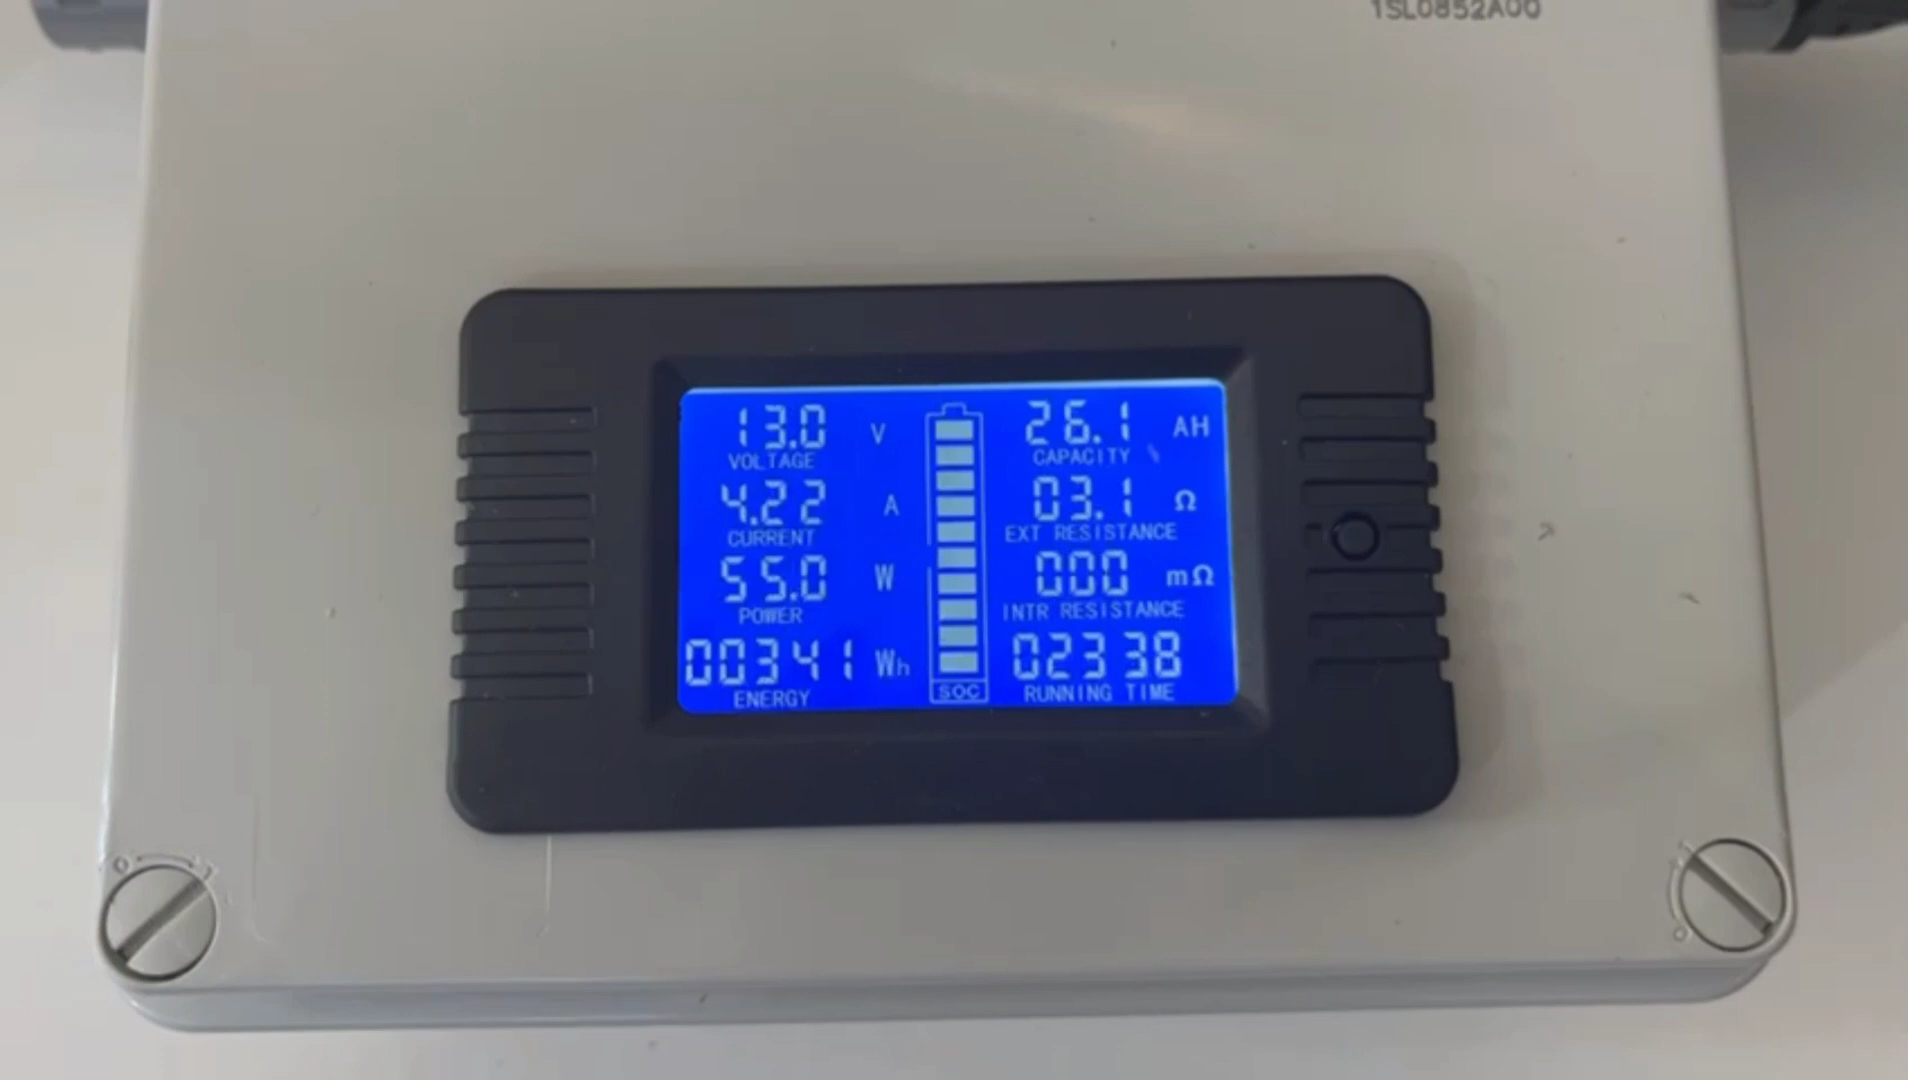 1SL0852A00
13.0 V
VOLTAGE
4.22 A
CURRENT
55.0 W
POWER
00341 Wh
ENERGY
SOC
26.1 AH
CAPACITY %
03.1 Ω
EXT RESISTANCE
000 mΩ
INTR RESISTANCE
02338
RUNNING TIME